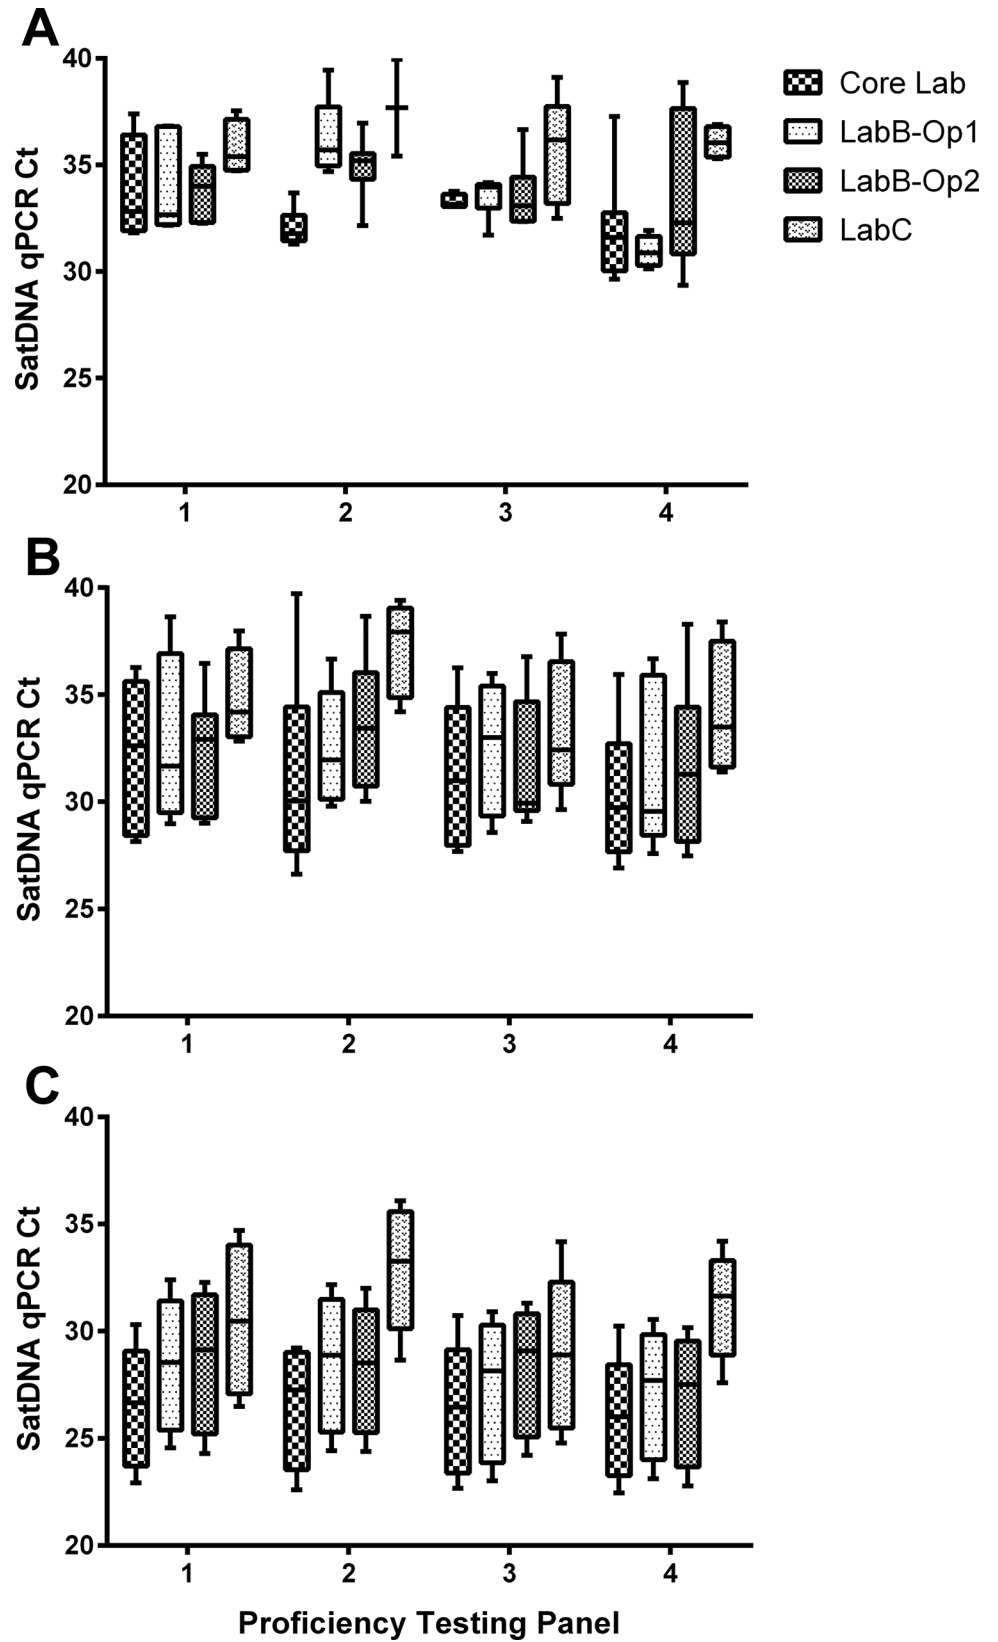 A
SatDNA qPCR Ct
40
35
30
25
20
1 2 3 4
Core Lab
LabB-Op1
LabB-Op2
LabC
B
SatDNA qPCR Ct
40
35
30
25
20
1 2 3 4
C
SatDNA qPCR Ct
40
35
30
25
20
1 2 3 4
Proficiency Testing Panel